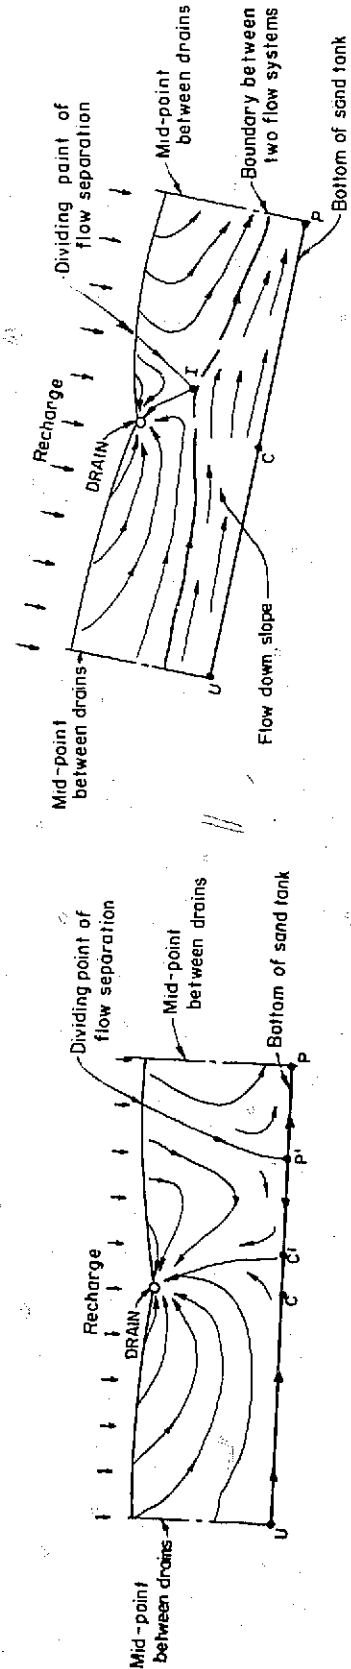 Mid-point
between drains
Recharge
DRAIN
Dividing point of
flow separation
Mid-point
between drains
Bottom of sand tank
U
C
C'
P'
P
Mid-point
between drains
Recharge
DRAIN
Dividing point of
flow separation
Mid-point
between drains
Boundary between
two flow systems
Bottom of sand tank
Flow down slope
U
C
I
P